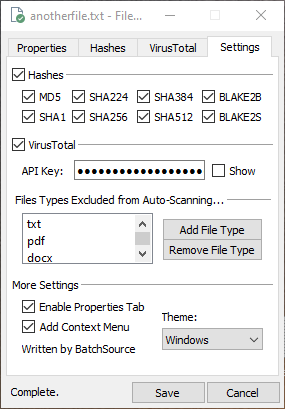 anotherfile.txt - File...
Properties
Hashes
VirusTotal
Settings
Hashes
MD5
SHA224
SHA384
BLAKE2B
SHA1
SHA256
SHA512
BLAKE2S
VirusTotal
API Key: ●●●●●●●●●●●●●●●●● Show
Files Types Excluded from Auto-Scanning...
txt
pdf
docx
Add File Type
Remove File Type
More Settings
Enable Properties Tab
Add Context Menu
Written by BatchSource
Theme:
Windows
Complete.
Save
Cancel